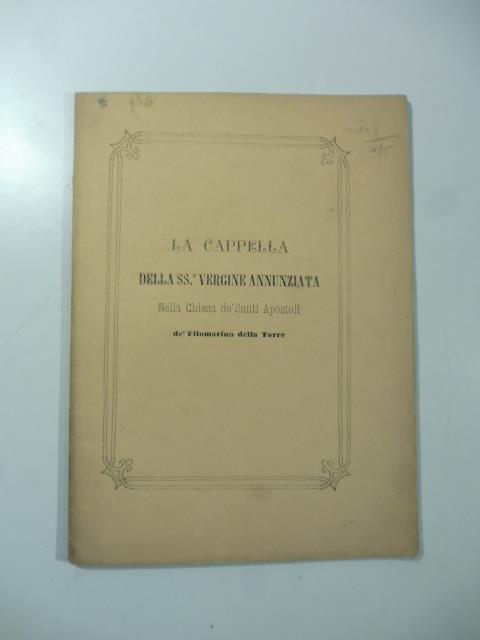 LA CAPPELLA
DELLA SS.ª VERGINE ANNUNZIATA
Nella Chiesa de' Santi Apostoli
de' Filomarino della Torre